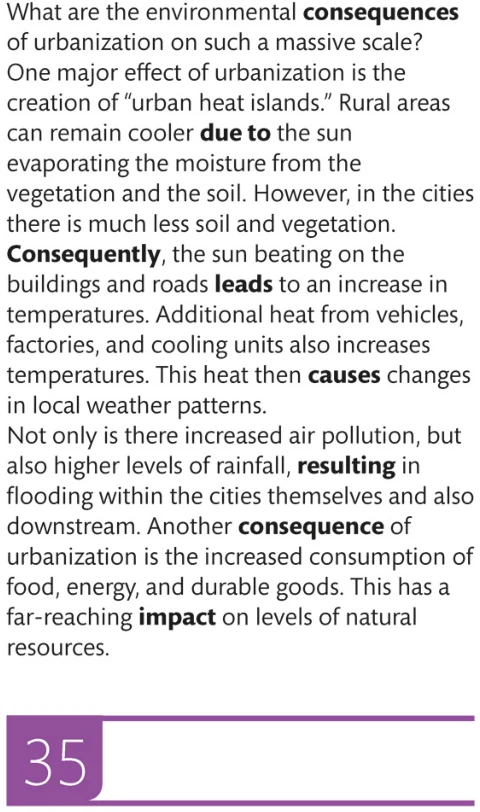 What are the environmental consequences
of urbanization on such a massive scale?
One major effect of urbanization is the
creation of “urban heat islands.” Rural areas
can remain cooler due to the sun
evaporating the moisture from the
vegetation and the soil. However, in the cities
there is much less soil and vegetation.
Consequently, the sun beating on the
buildings and roads leads to an increase in
temperatures. Additional heat from vehicles,
factories, and cooling units also increases
temperatures. This heat then causes changes
in local weather patterns.
Not only is there increased air pollution, but
also higher levels of rainfall, resulting in
flooding within the cities themselves and also
downstream. Another consequence of
urbanization is the increased consumption of
food, energy, and durable goods. This has a
far-reaching impact on levels of natural
resources.
35